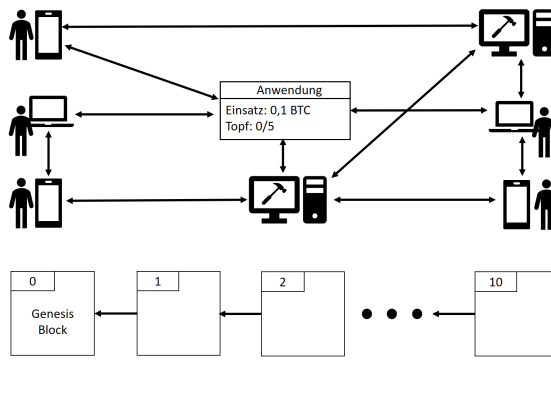 Anwendung
Einsatz: 0,1 BTC
Topf: 0/5
0
Genesis
Block
1
2
10